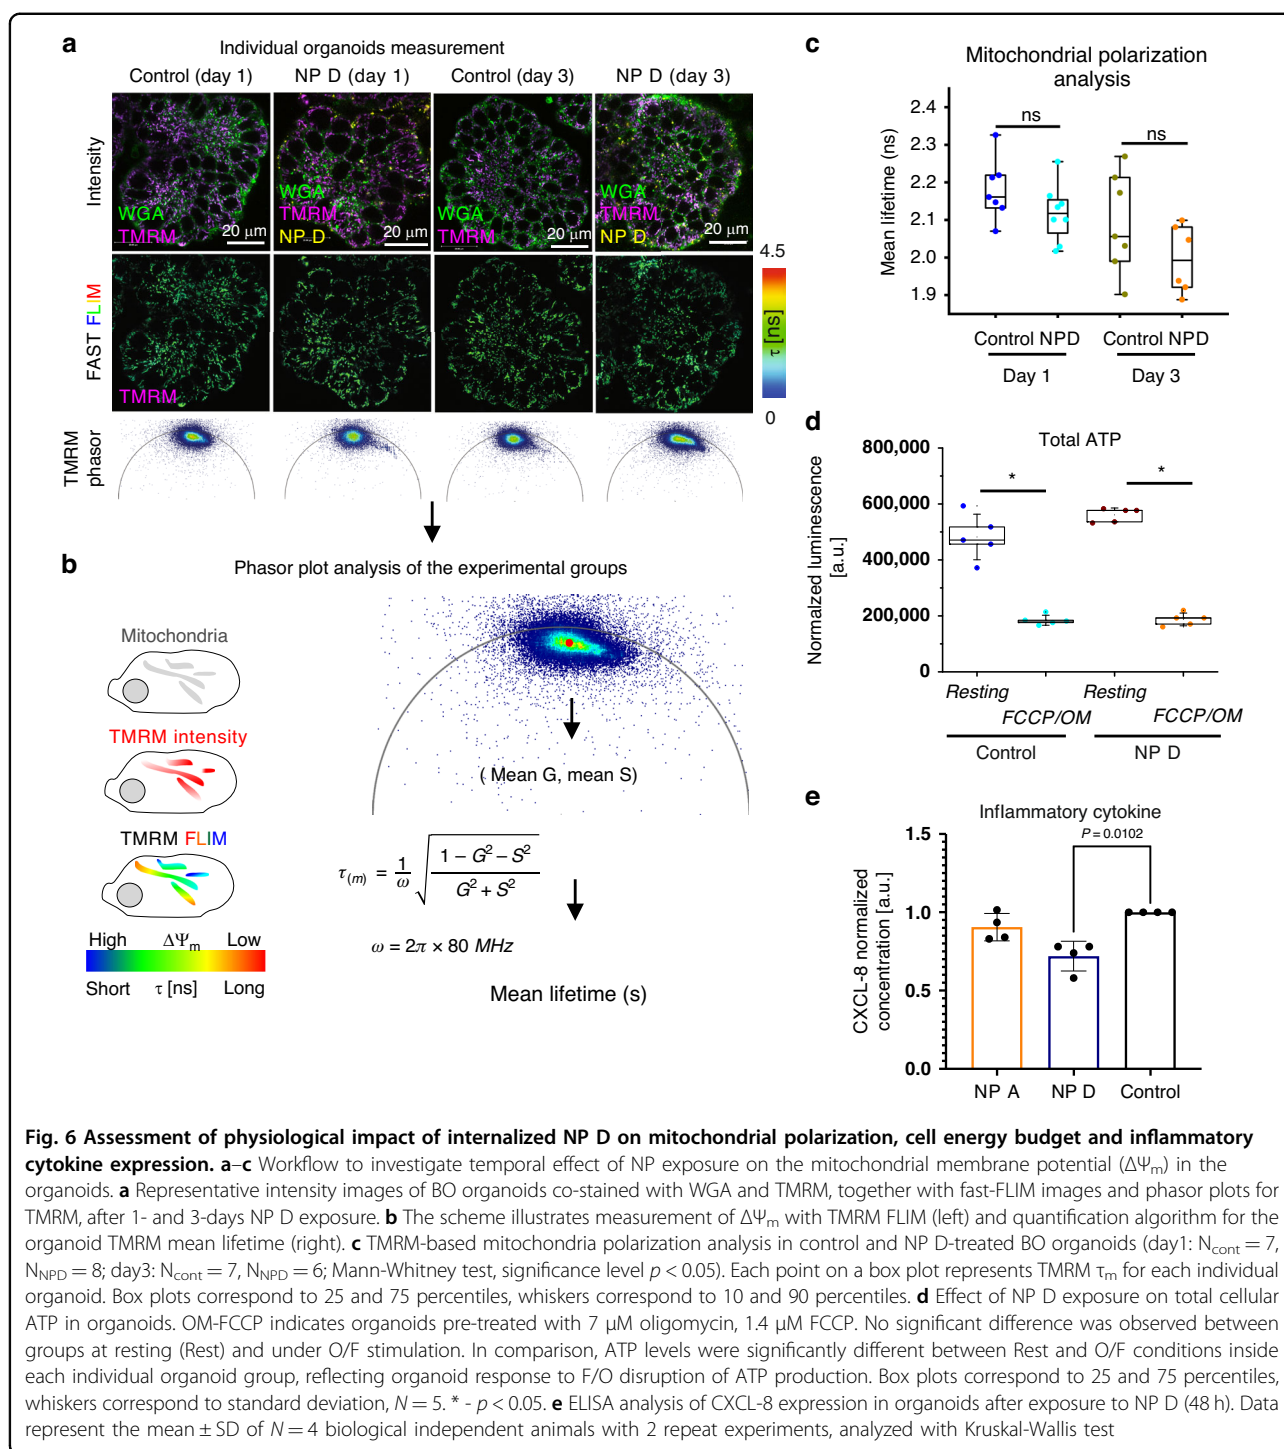 a
Individual organoids measurement
Control (day 1) NP D (day 1) Control (day 3) NP D (day 3)
Intensity
WGA
TMRM
20 µm
WGA
TMRM
NP D
20 µm
WGA
TMRM
20 µm
WGA
TMRM
NP D
20 µm
FAST FLIM
TMRM
4.5
τ [ns]
0
TMRM
phasor
b
Phasor plot analysis of the experimental groups
Mitochondria
TMRM intensity
TMRM FLIM
High ΔΨm Low
Short τ [ns] Long
( Mean G, mean S)
τ(m) = 1/ω √((1 − G² − S²)/(G² + S²))
ω = 2π × 80 MHz
Mean lifetime (s)
c
Mitochondrial polarization
analysis
Mean lifetime (ns)
2.4
2.3
2.2
2.1
2.0
1.9
ns
ns
Control NPD
Control NPD
Day 1
Day 3
d
Total ATP
Normalzed luminescence
[a.u.]
800,000
600,000
400,000
200,000
0
*
*
Resting
FCCP/OM
Resting
FCCP/OM
Control
NP D
e
Inflammatory cytokine
CXCL-8 normalized
concentration [a.u.]
1.5
1.0
0.5
0.0
P = 0.0102
NP A NP D Control
Fig. 6 Assessment of physiological impact of internalized NP D on mitochondrial polarization, cell energy budget and inflammatory
cytokine expression. a–c Workflow to investigate temporal effect of NP exposure on the mitochondrial membrane potential (ΔΨm) in the
organoids. a Representative intensity images of BO organoids co-stained with WGA and TMRM, together with fast-FLIM images and phasor plots for
TMRM, after 1- and 3-days NP D exposure. b The scheme illustrates measurement of ΔΨm with TMRM FLIM (left) and quantification algorithm for the
organoid TMRM mean lifetime (right). c TMRM-based mitochondria polarization analysis in control and NP D-treated BO organoids (day1: Ncont = 7,
NNPD = 8; day3: Ncont = 7, NNPD = 6; Mann-Whitney test, significance level p < 0.05). Each point on a box plot represents TMRM τm for each individual
organoid. Box plots correspond to 25 and 75 percentiles, whiskers correspond to 10 and 90 percentiles. d Effect of NP D exposure on total cellular
ATP in organoids. OM-FCCP indicates organoids pre-treated with 7 µM oligomycin, 1.4 µM FCCP. No significant difference was observed between
groups at resting (Rest) and under O/F stimulation. In comparison, ATP levels were significantly different between Rest and O/F conditions inside
each individual organoid group, reflecting organoid response to F/O disruption of ATP production. Box plots correspond to 25 and 75 percentiles,
whiskers correspond to standard deviation, N = 5. * - p < 0.05. e ELISA analysis of CXCL-8 expression in organoids after exposure to NP D (48 h). Data
represent the mean ± SD of N = 4 biological independent animals with 2 repeat experiments, analyzed with Kruskal-Wallis test